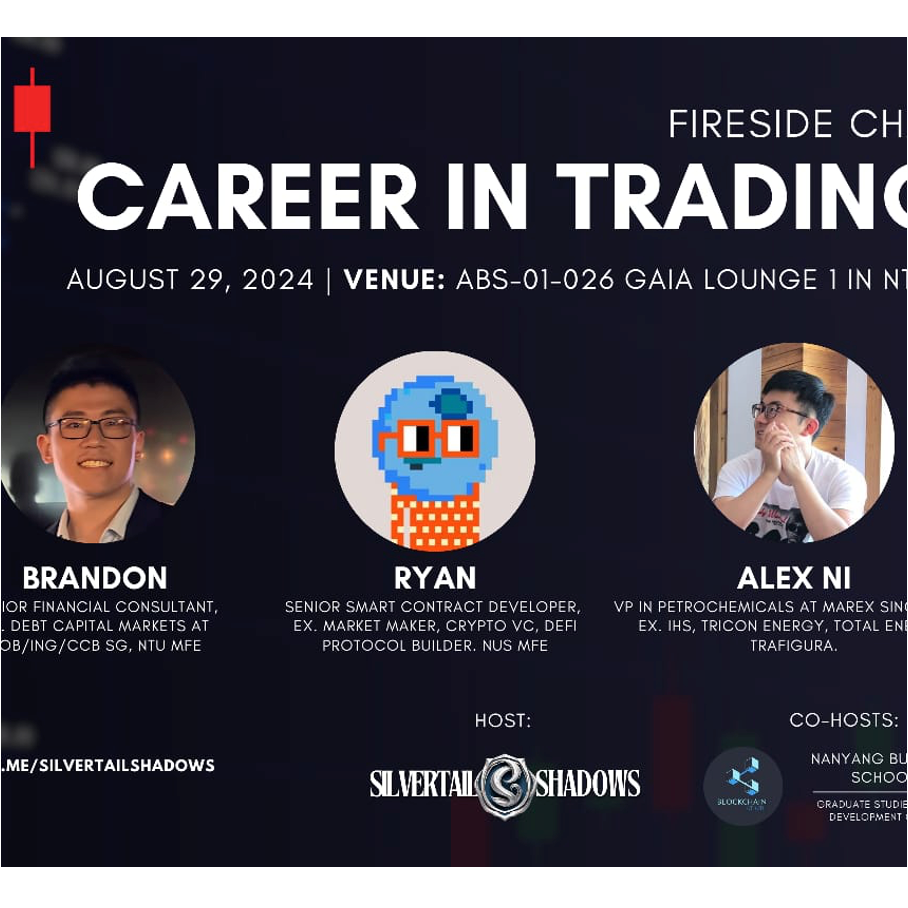 FIRESIDE CH
CAREER IN TRADING
AUGUST 29, 2024 | VENUE: ABS-01-026 GAIA LOUNGE 1 IN NT
BRANDON
IOR FINANCIAL CONSULTANT,
. DEBT CAPITAL MARKETS AT
OB/ING/CCB SG, NTU MFE
RYAN
SENIOR SMART CONTRACT DEVELOPER,
EX. MARKET MAKER, CRYPTO VC, DEFI
PROTOCOL BUILDER. NUS MFE
ALEX NI
VP IN PETROCHEMICALS AT MAREX SING
EX. IHS, TRICON ENERGY, TOTAL ENE
TRAFIGURA.
.ME/SILVERTAILSHADOWS
HOST:
SILVERTAIL SHADOWS
CO-HOSTS:
BLOCKCHAIN
AT NTU
NANYANG BU
SCHOO
GRADUATE STUDIE
DEVELOPMENT